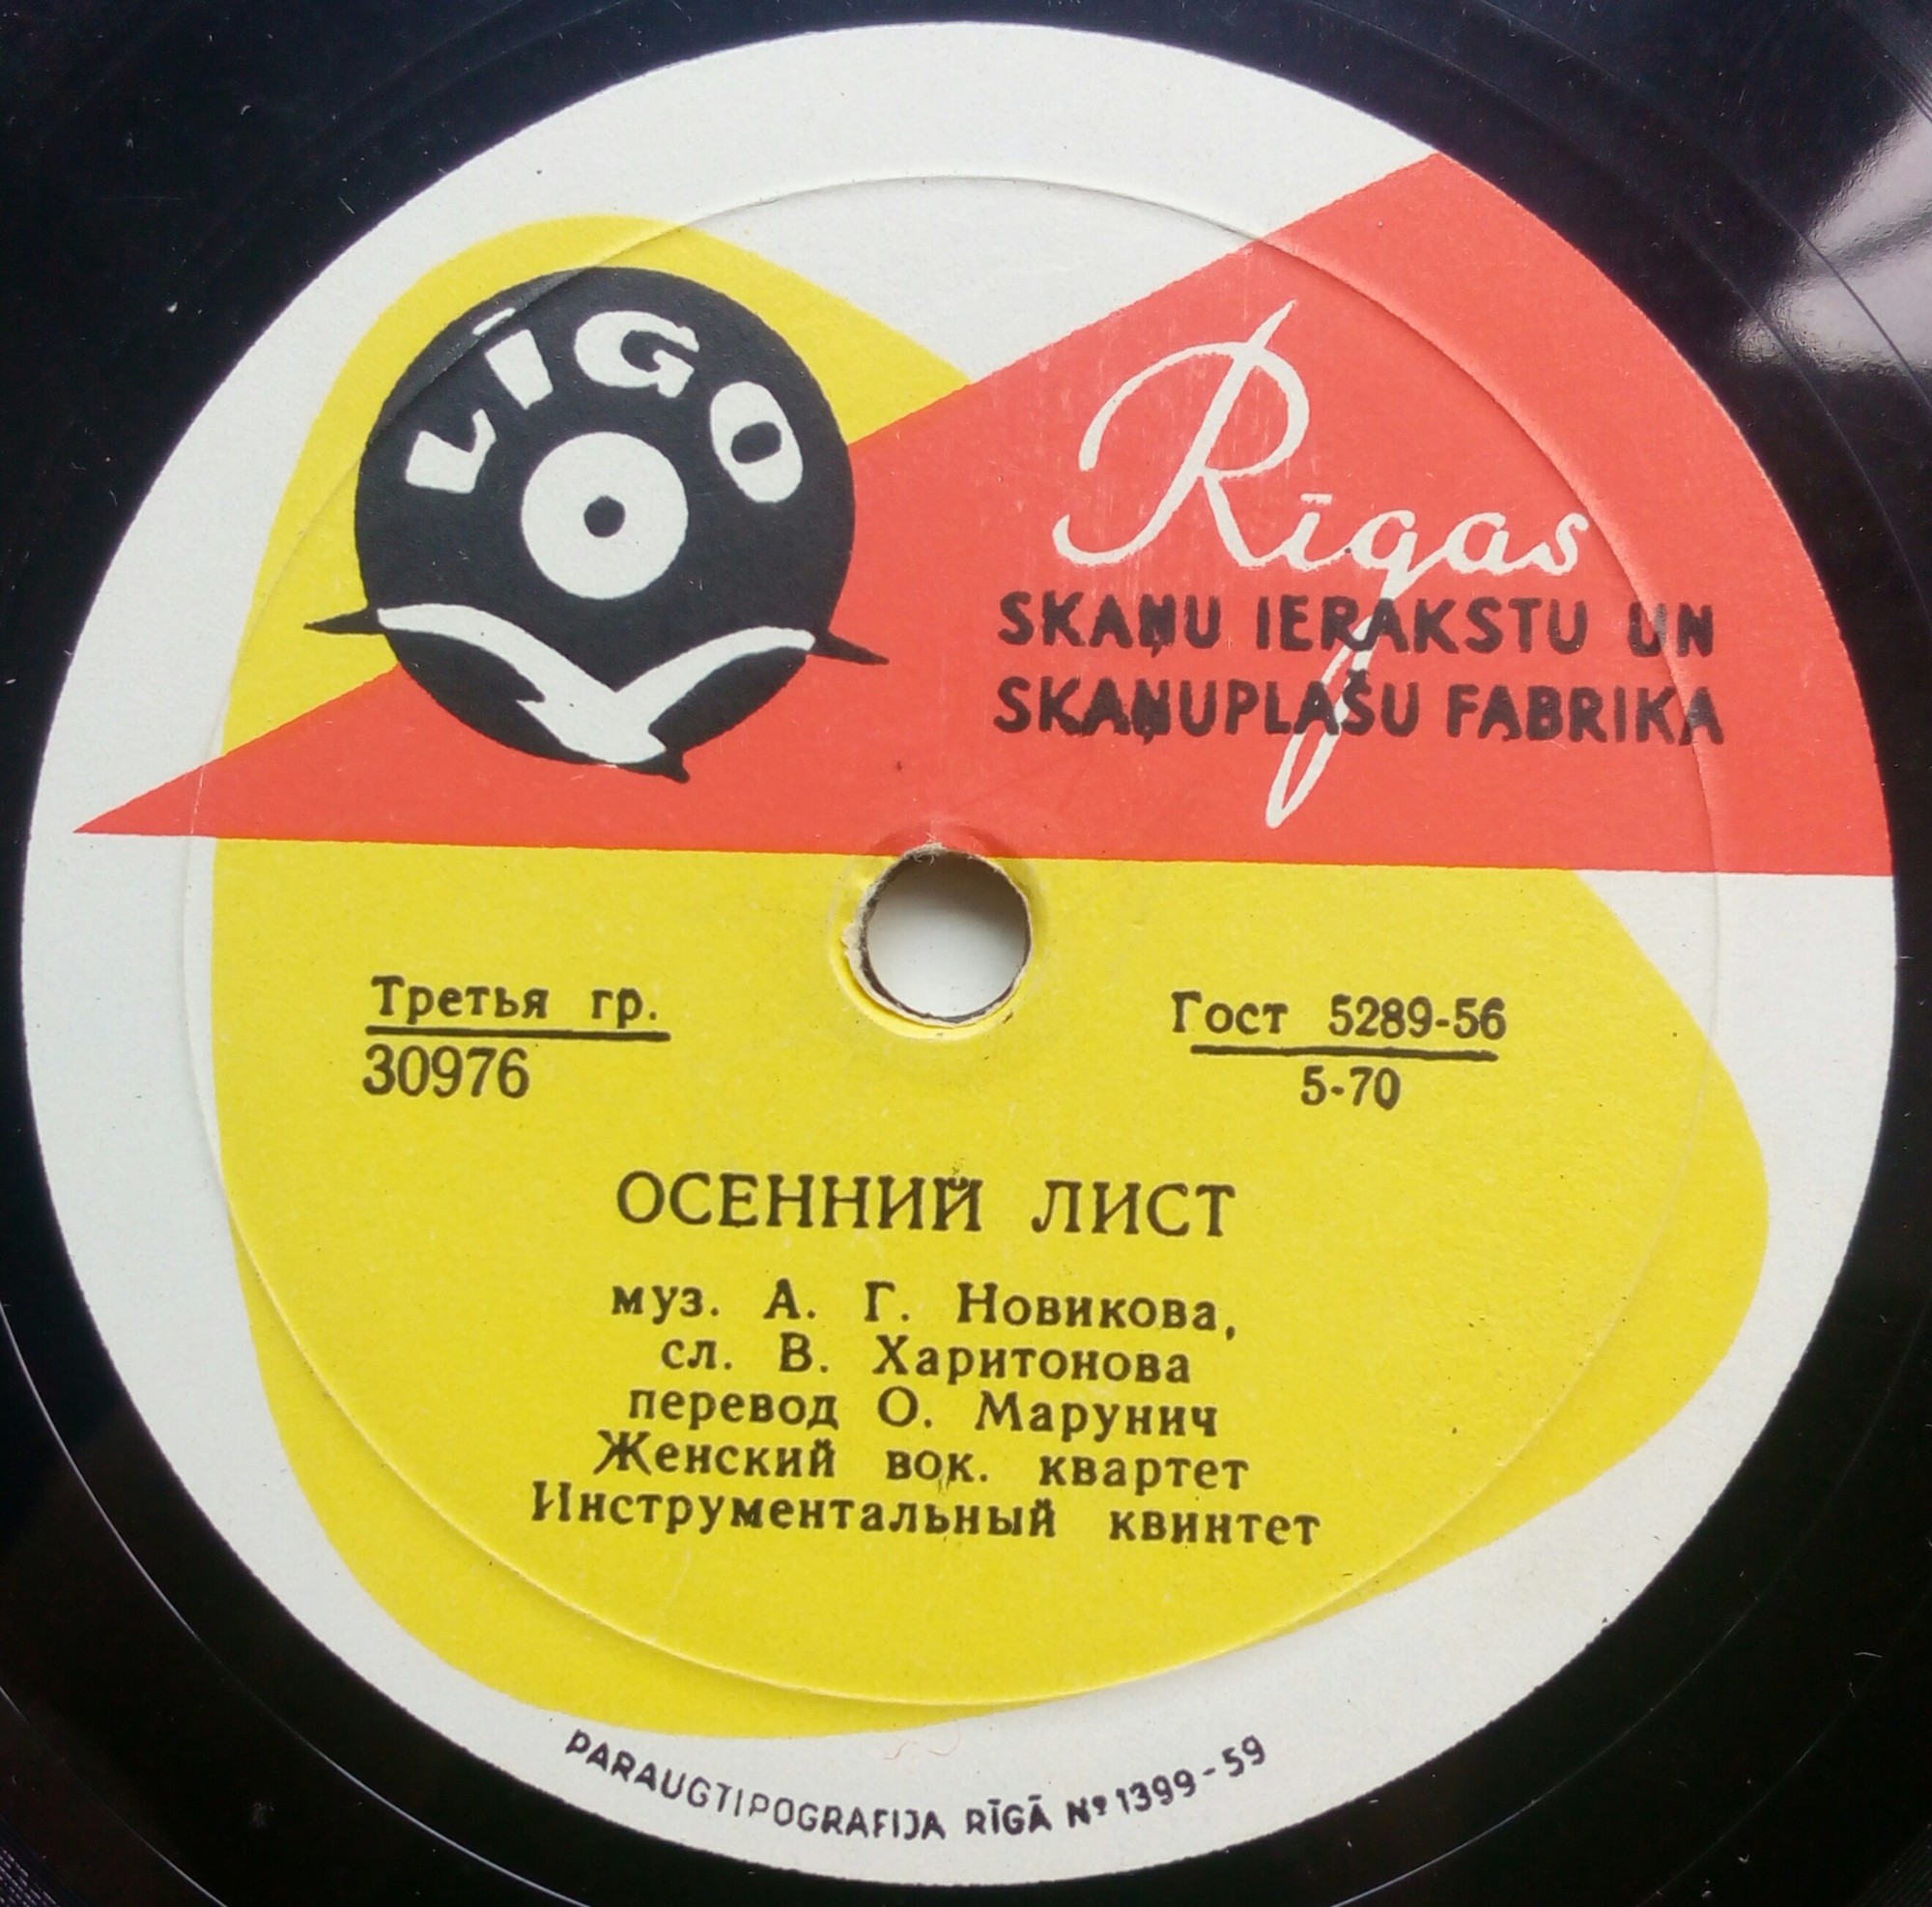 LĪGO
Rīgas
SKAŅU IERAKSTU UN
SKAŅUPLAŠU FABRIKA
Третья гр.
30976
Гост 5289-56
5-70
ОСЕННИЙ ЛИСТ
муз. А. Г. Новикова,
сл. В. Харитонова
перевод О. Марунич
Женский вок. квартет
Инструментальный квинтет
PARAUGTIPOGRAFIJA RĪGĀ № 1399-59